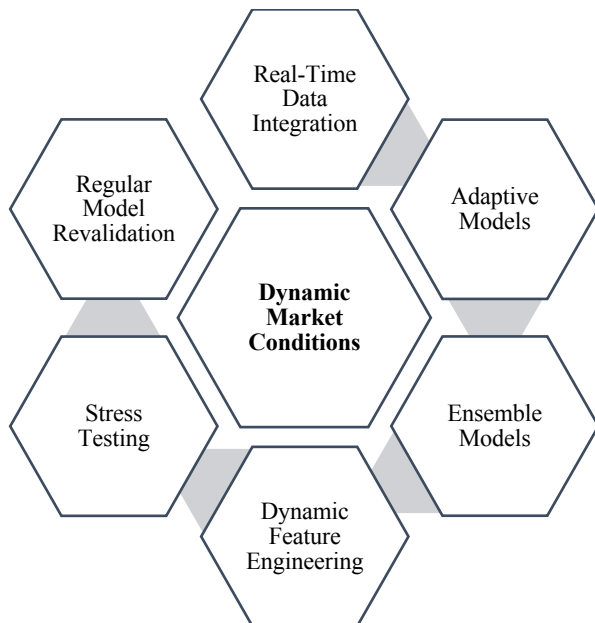 Real-Time
Data
Integration
Adaptive
Models
Ensemble
Models
Dynamic
Feature
Engineering
Stress
Testing
Regular
Model
Revalidation
Dynamic
Market
Conditions